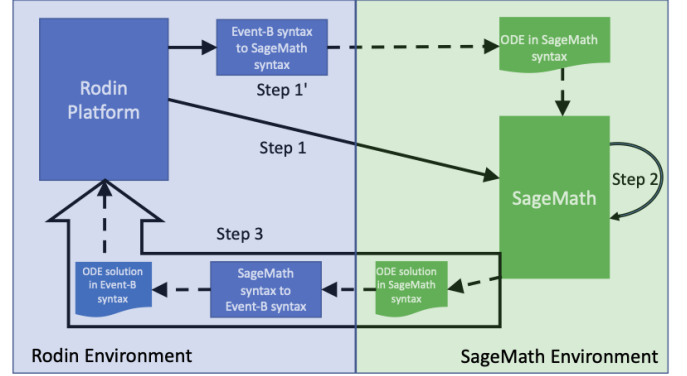 Event-B syntax
to SageMath
syntax
ODE in SageMath
syntax
Rodin
Platform
Step 1'
Step 1
SageMath
Step 2
Step 3
ODE solution
in Event-B
syntax
SageMath
syntax to
Event-B syntax
ODE solution
in SageMath
syntax
Rodin Environment
SageMath Environment